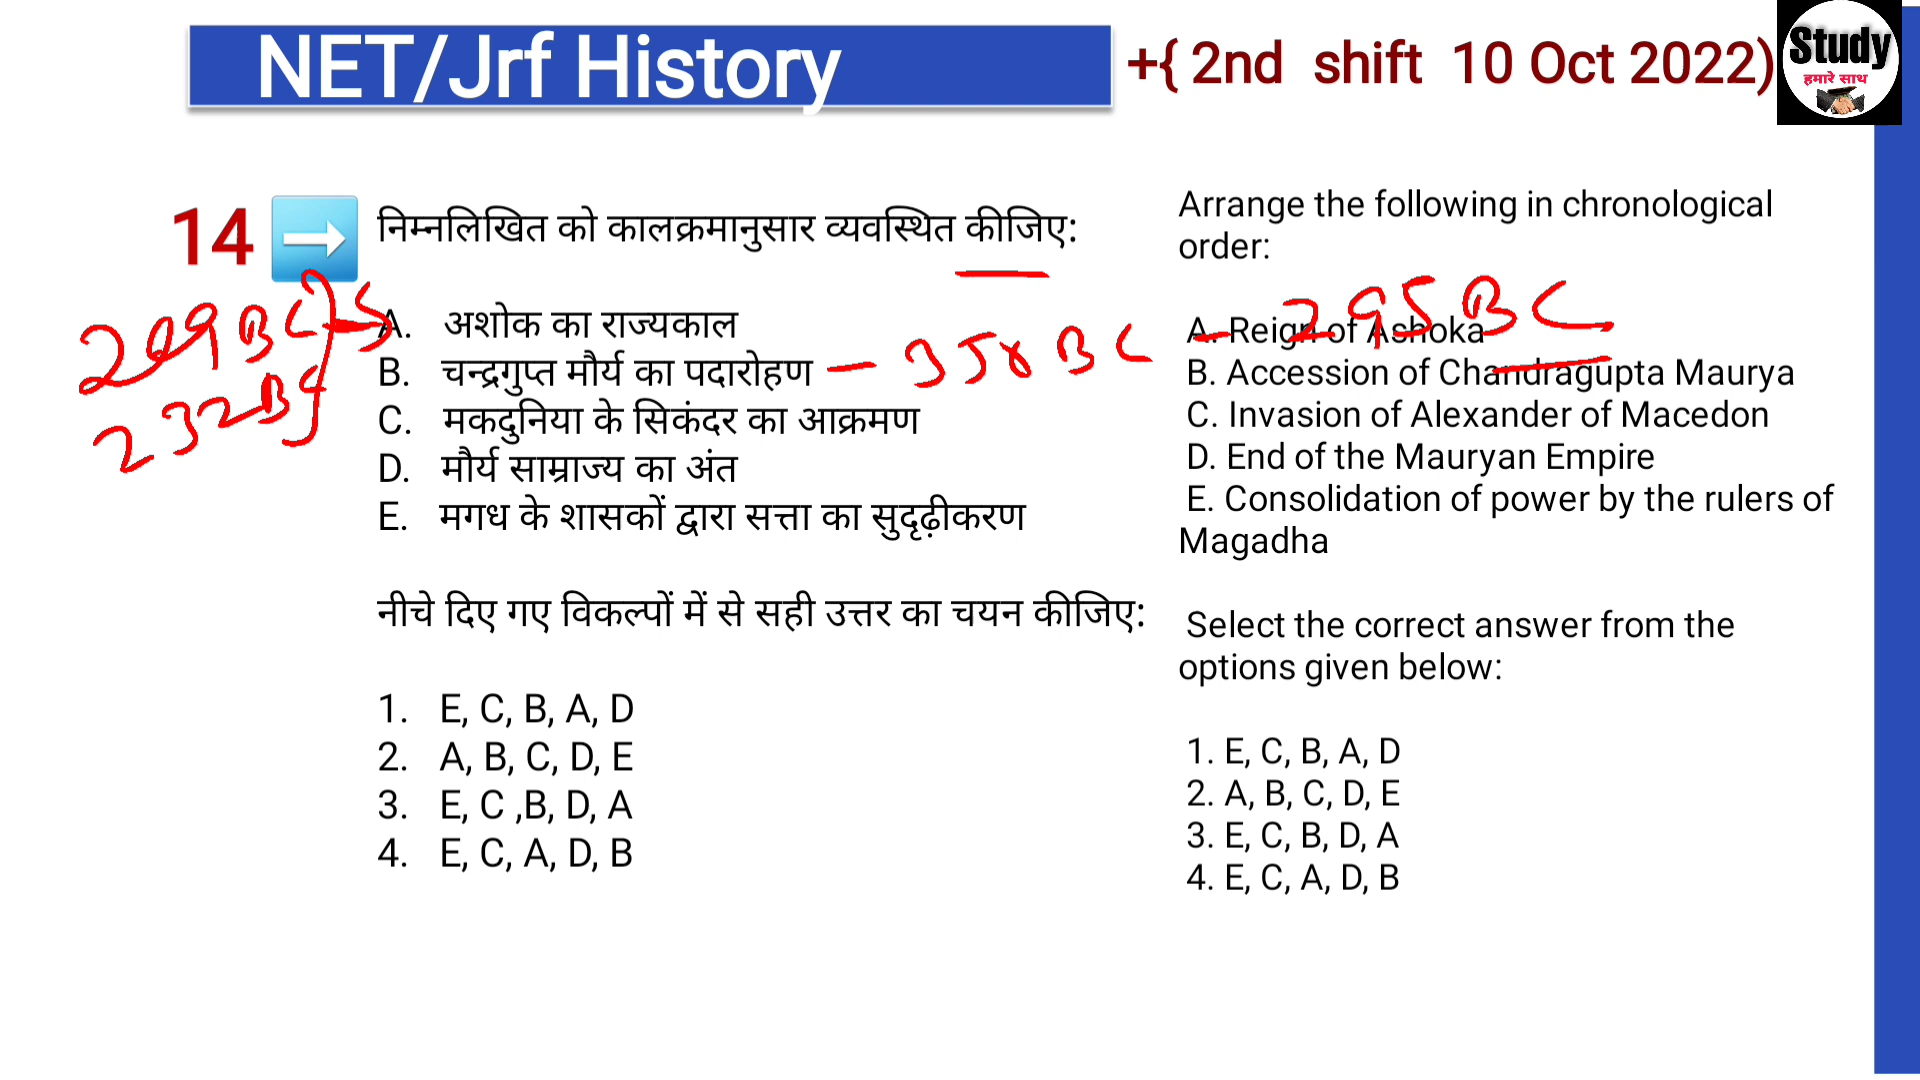 NET/Jrf History
+{ 2nd shift 10 Oct 2022)
Study
हमारे साथ
14
निम्नलिखित को कालक्रमानुसार व्यवस्थित कीजिए:
A. अशोक का राज्यकाल
B. चन्द्रगुप्त मौर्य का पदारोहण
C. मकदुनिया के सिकंदर का आक्रमण
D. मौर्य साम्राज्य का अंत
E. मगध के शासकों द्वारा सत्ता का सुदृढ़ीकरण
नीचे दिए गए विकल्पों में से सही उत्तर का चयन कीजिए:
1. E, C, B, A, D
2. A, B, C, D, E
3. E, C ,B, D, A
4. E, C, A, D, B
BC
232 BC
BC
Arrange the following in chronological
order:
A. Reign of Ashoka
B. Accession of Chandragupta Maurya
C. Invasion of Alexander of Macedon
D. End of the Mauryan Empire
E. Consolidation of power by the rulers of
Magadha
Select the correct answer from the
options given below:
1. E, C, B, A, D
2. A, B, C, D, E
3. E, C, B, D, A
4. E, C, A, D, B
295 BC